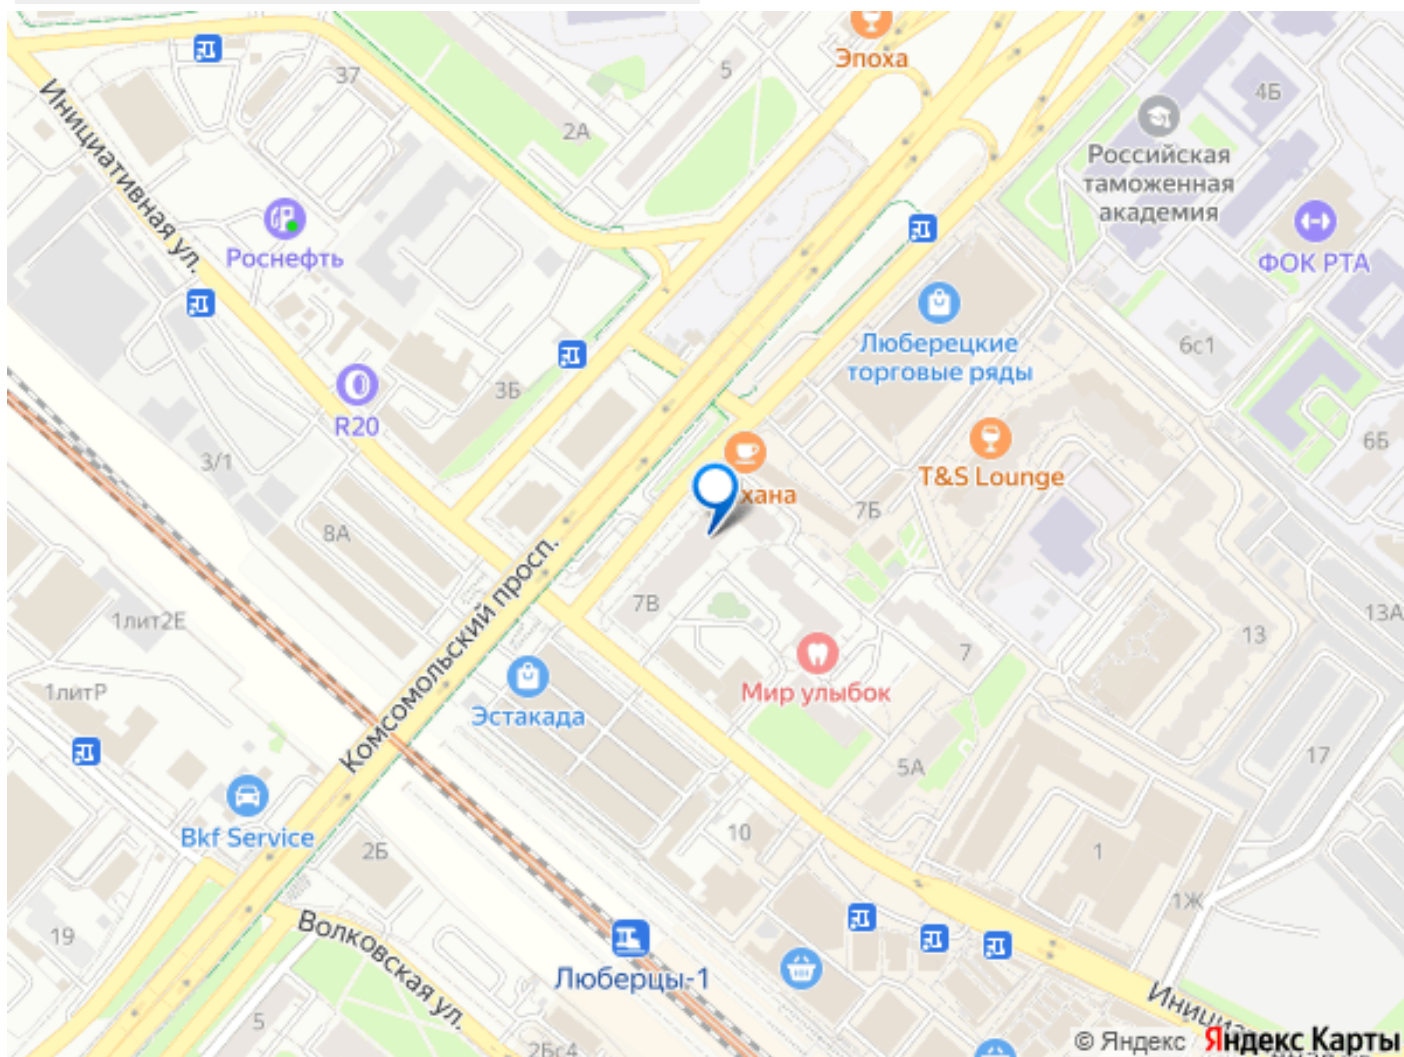 Эпоха
5
37
2А
4Б
Российская
таможенная
академия
Инициативная ул.
Роснефть
ФОК РТА
Люберецкие
торговые ряды
6с1
3Б
R20
6Б
3/1
T&S Lounge
хана
7Б
8А
Комсомольский просп.
7В
1лит2Е
13А
13
7
1литР
Мир улыбок
Эстакада
17
5А
Bkf Service
10
2Б
1
1Ж
19
Волковская ул.
Люберцы-1
5
2Бс4
© Яндекс Яндекс Карты